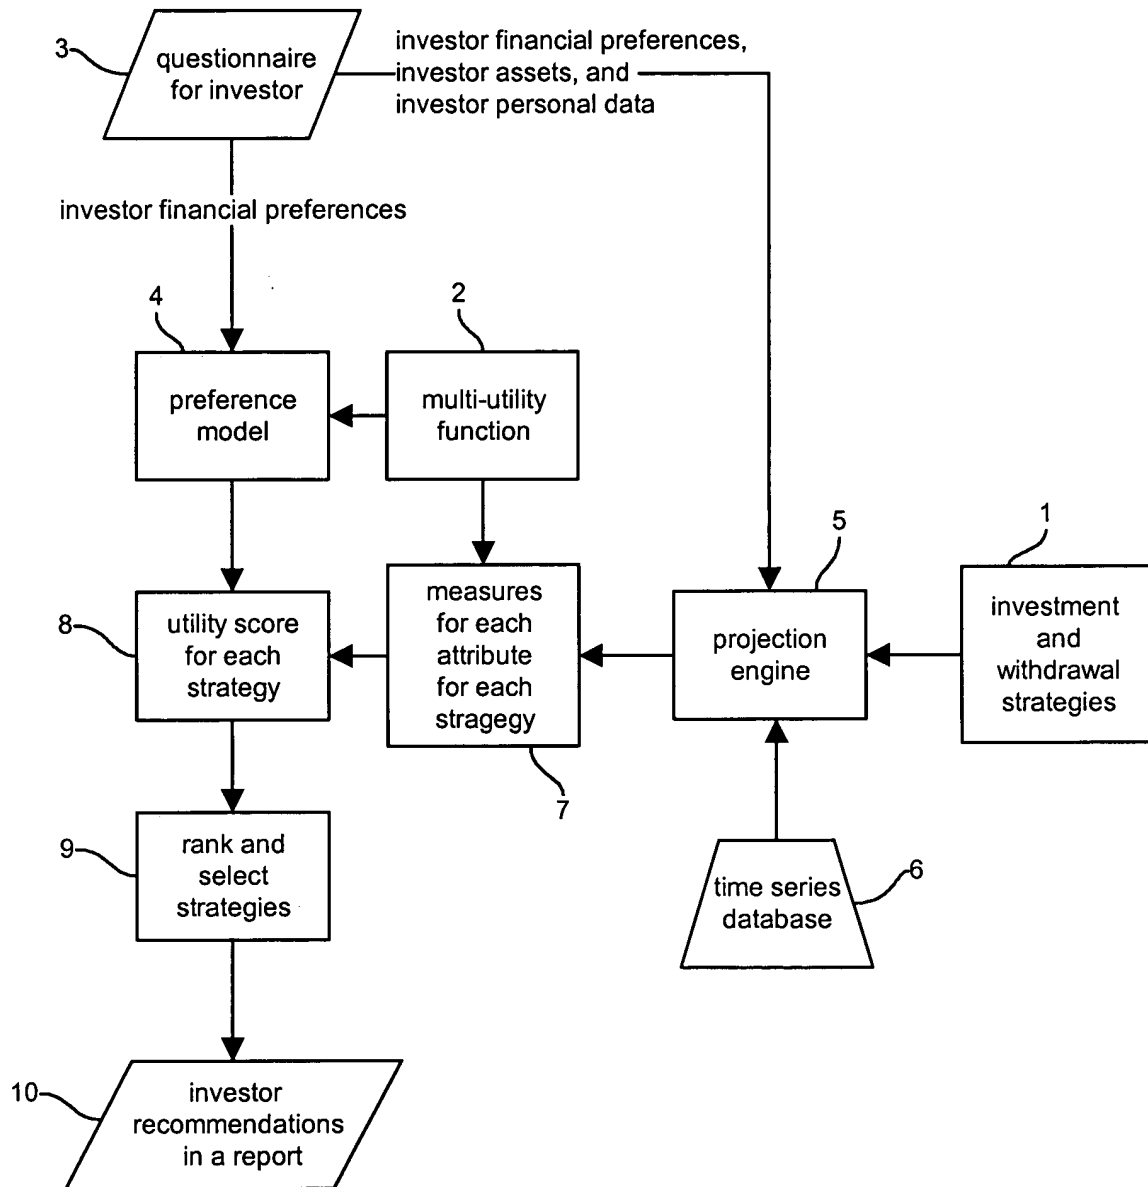 3
questionnaire
for investor
investor financial preferences,
investor assets, and
investor personal data
investor financial preferences
4
preference
model
2
multi-utility
function
8
utility score
for each
strategy
measures
for each
attribute
for each
stragegy
7
5
projection
engine
1
investment
and
withdrawal
strategies
9
rank and
select
strategies
time series
database
6
10
investor
recommendations
in a report